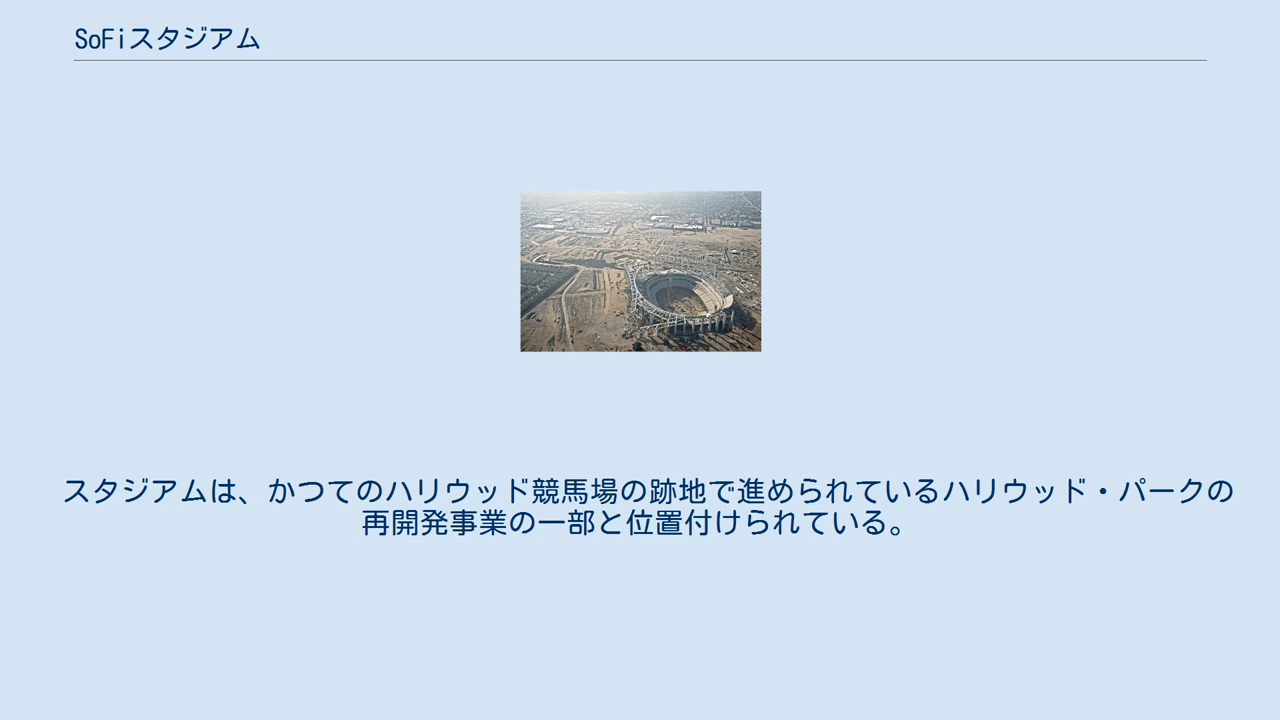 SoFiスタジアム
スタジアムは、かつてのハリウッド競馬場の跡地で進められているハリウッド・パークの
再開発事業の一部と位置付けられている。